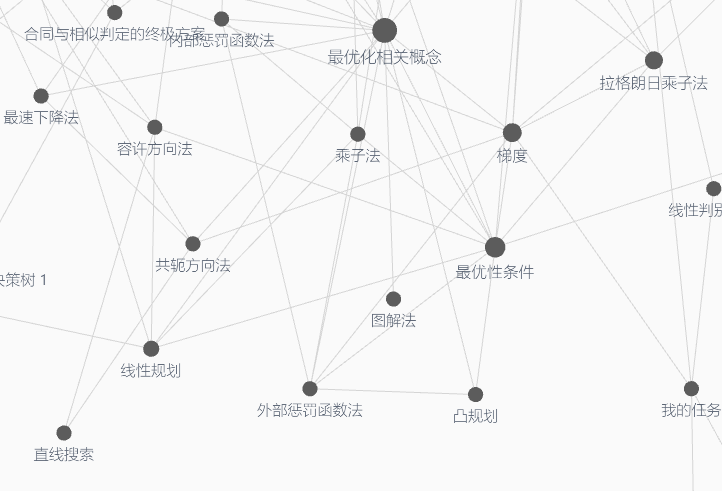 合同与相似判定的终极方案
内部惩罚函数法
最优化相关概念
拉格朗日乘子法
最速下降法
容许方向法
乘子法
梯度
线性判别
共轭方向法
最优性条件
决策树 1
图解法
线性规划
外部惩罚函数法
凸规划
我的任务
直线搜索